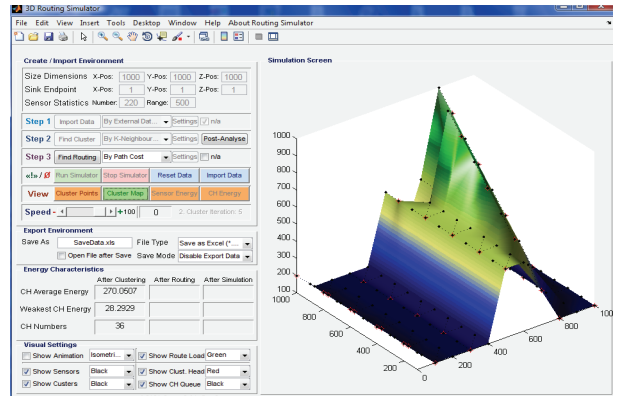 3D Routing Simulator
File Edit View Insert Tools Desktop Window Help About Routing Simulator
Create / Import Environment
Size Dimensions X-Pos: 1000 Y-Pos: 1000 Z-Pos: 1000
Sink Endpoint X-Pos: 1 Y-Pos: 1 Z-Pos: 1
Sensor Statistics Number: 220 Range: 500
Step 1 Import Data By External Dat... Settings n/a
Step 2 Find Cluster By K-Neighbour... Settings Post-Analyse
Step 3 Find Routing By Path Cost Settings n/a
«!» / Ø Run Simulator Stop Simulator Reset Data Import Data
View Cluster Points Cluster Map Sensor Energy CH Energy
Speed - +100 0 2. Cluster Iteration: 5
Export Environment
Save As SaveData.xls File Type Save as Excel (*....
Open File after Save Save Mode Disable Export Data
Energy Characteristics
After Clustering After Routing After Simulation
CH Average Energy 270.0507
Weakest CH Energy 28.2929
CH Numbers 36
Visual Settings
Show Animation Isometri... Show Route Load Green
Show Sensors Black Show Clust. Head Red
Show Custers Black Show CH Queue Black
Simulation Screen
1000
900
800
700
600
500
400
300
200
100
1000
800
600
400
200
0
200
400
600
800
100